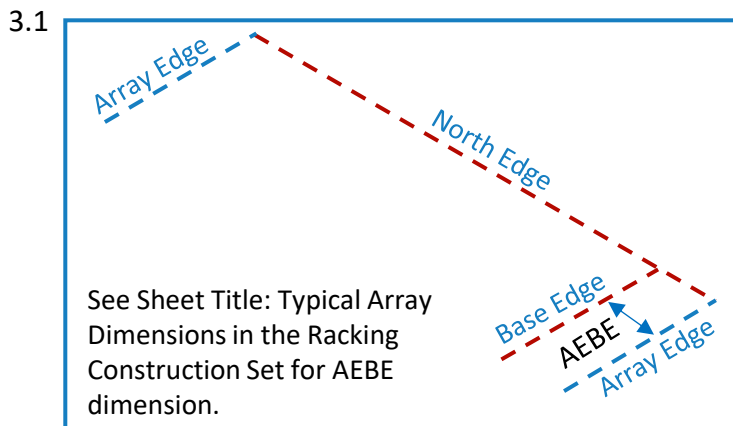 3.1
Array Edge
North Edge
See Sheet Title: Typical Array
Dimensions in the Racking
Construction Set for AEBE
dimension.
Base Edge
AEBE
Array Edge